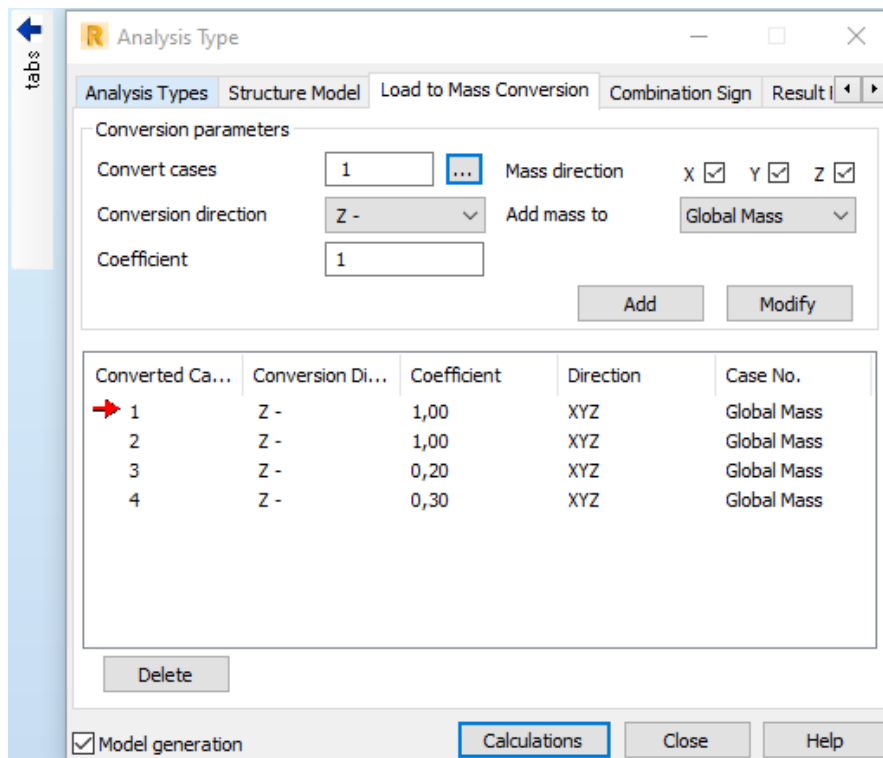 tabs
R Analysis Type
Analysis Types Structure Model Load to Mass Conversion Combination Sign Result
Conversion parameters
Convert cases 1 ... Mass direction X Y Z
Conversion direction Z - Add mass to Global Mass
Coefficient 1
Add Modify
Converted Ca... Conversion Di... Coefficient Direction Case No.
1 Z - 1,00 XYZ Global Mass
2 Z - 1,00 XYZ Global Mass
3 Z - 0,20 XYZ Global Mass
4 Z - 0,30 XYZ Global Mass
Delete
Model generation Calculations Close Help